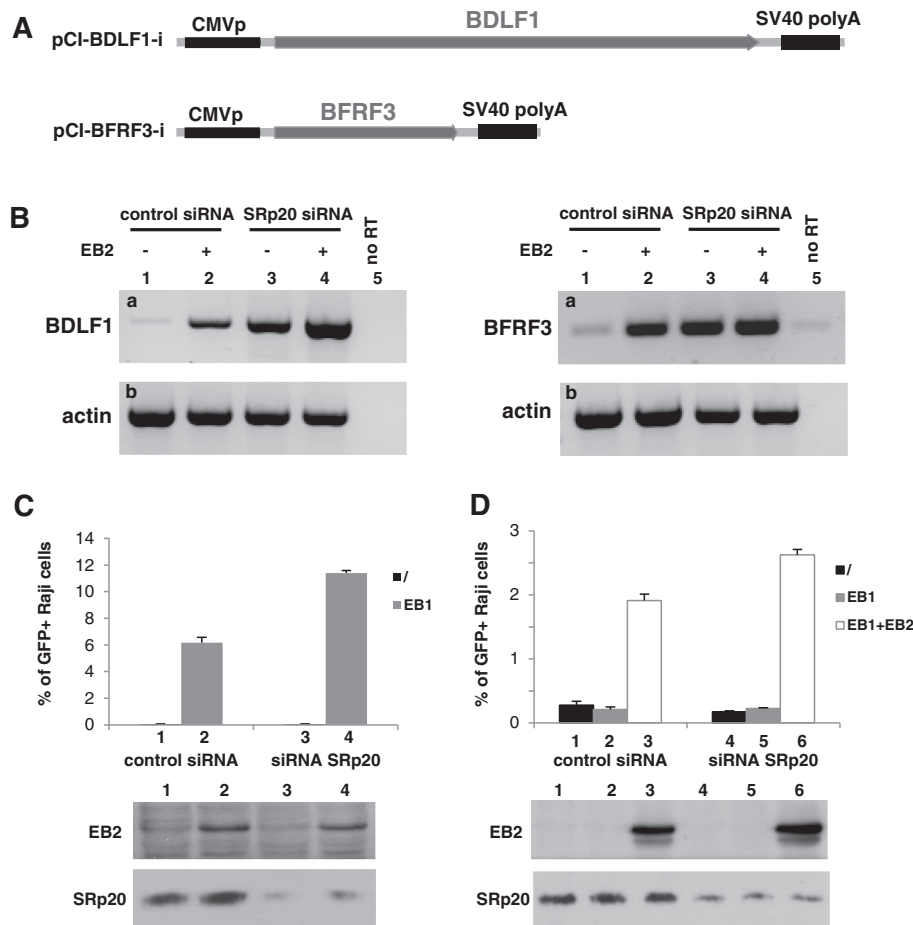 A
pCI-BDLF1-i
CMVp
BDLF1
SV40 polyA
pCI-BFRF3-i
CMVp
BFRF3
SV40 polyA
B
control siRNA SRp20 siRNA no RT
EB2 - + - +
1 2 3 4 5
a
BDLF1
b
actin
control siRNA SRp20 siRNA no RT
EB2 - + - +
1 2 3 4 5
a
BFRF3
b
actin
C
% of GFP+ Raji cells
14
12
10
8
6
4
2
0
/
EB1
1 2 3 4
control siRNA siRNA SRp20
1 2 3 4
EB2
SRp20
D
% of GFP+ Raji cells
3
2
1
0
/
EB1
EB1+EB2
1 2 3 4 5 6
control siRNA siRNA SRp20
1 2 3 4 5 6
EB2
SRp20